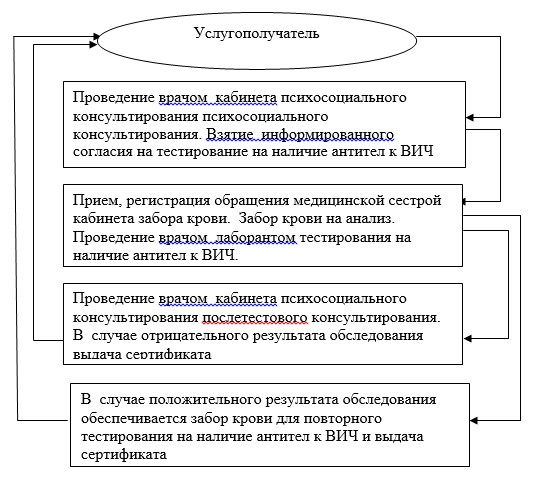 Услугополучатель
Проведение врачом кабинета психосоциального
консультирования психосоциального
консультирования. Взятие информированного
согласия на тестирование на наличие антител к ВИЧ
Прием, регистрация обращения медицинской сестрой
кабинета забора крови. Забор крови на анализ.
Проведение врачом лаборантом тестирования на
наличие антител к ВИЧ.
Проведение врачом кабинета психосоциального
консультирования послетестового консультирования.
В случае отрицательного результата обследования
выдача сертификата
В случае положительного результата обследования
обеспечивается забор крови для повторного
тестирования на наличие антител к ВИЧ и выдача
сертификата